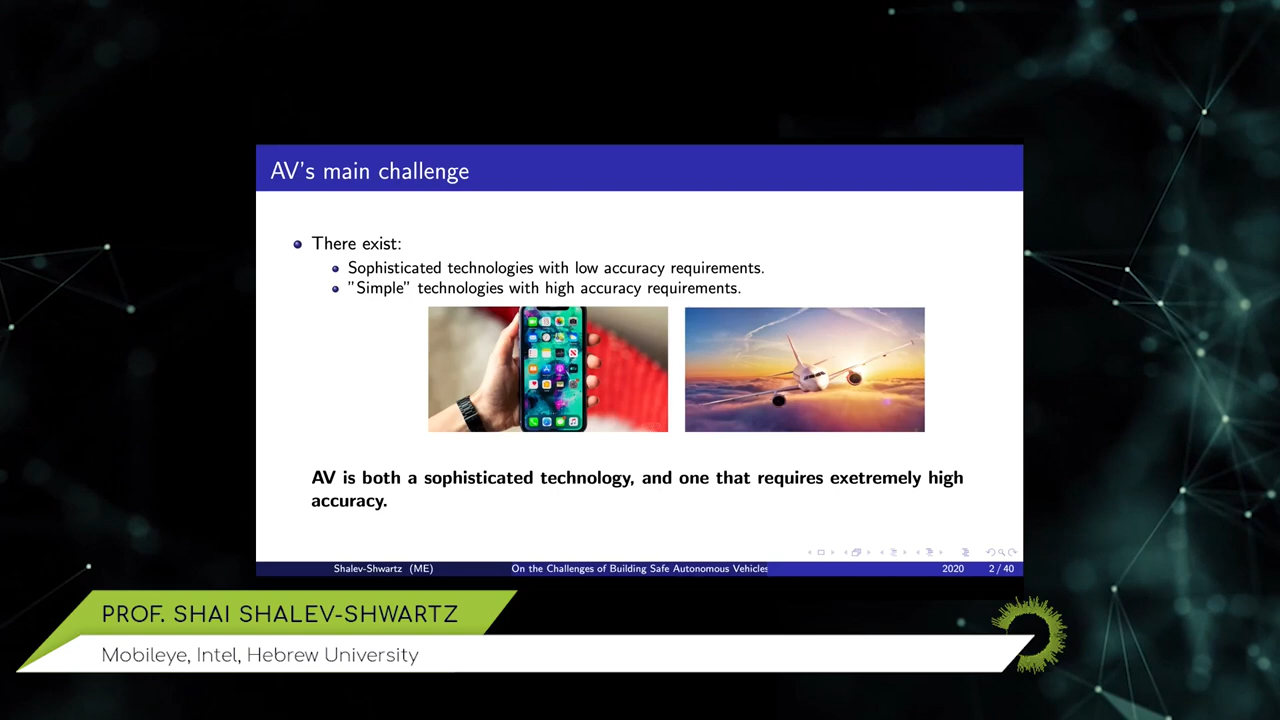 AV's main challenge
There exist:
Sophisticated technologies with low accuracy requirements.
"Simple" technologies with high accuracy requirements.
AV is both a sophisticated technology, and one that requires exetremely high
accuracy.
Shalev-Shwartz (ME) On the Challenges of Building Safe Autonomous Vehicles 2020 2 / 40
PROF. SHAI SHALEV-SHWARTZ
Mobileye, Intel, Hebrew University